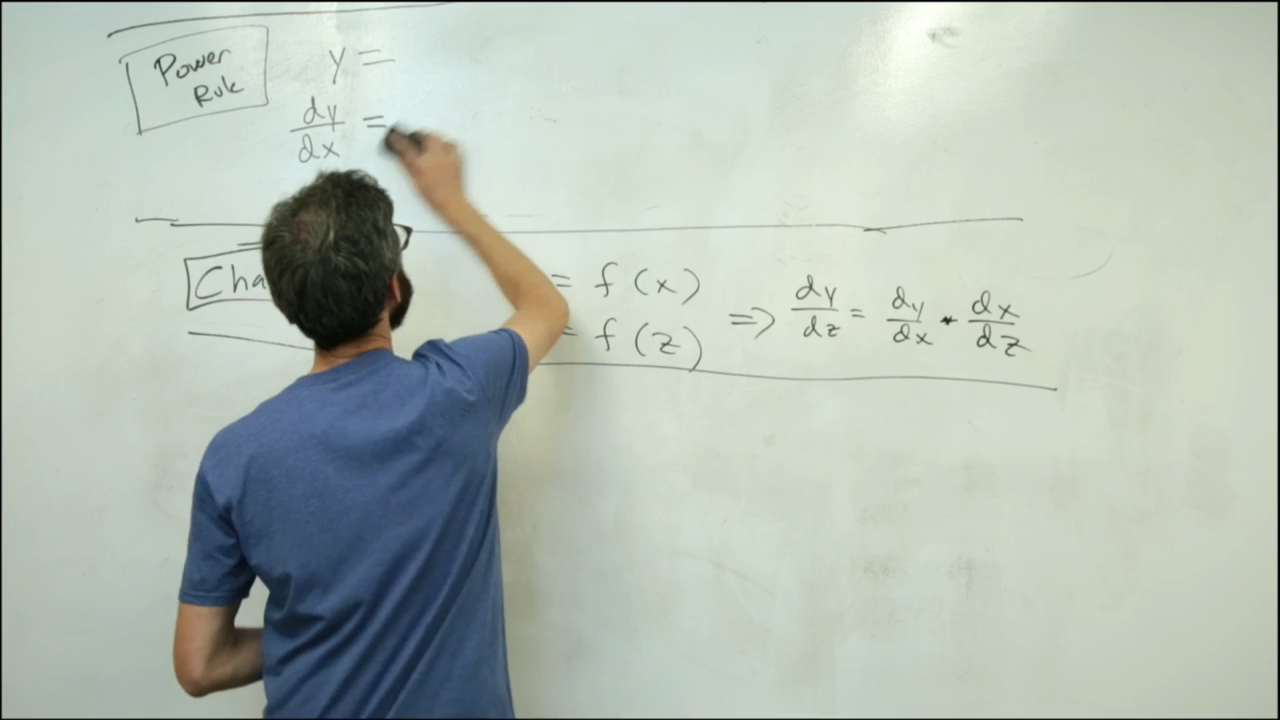 Power
Rule
y =
dy/dx =
Cha
= f(x)
= f(z)
=> dy/dz = dy/dx • dx/dz